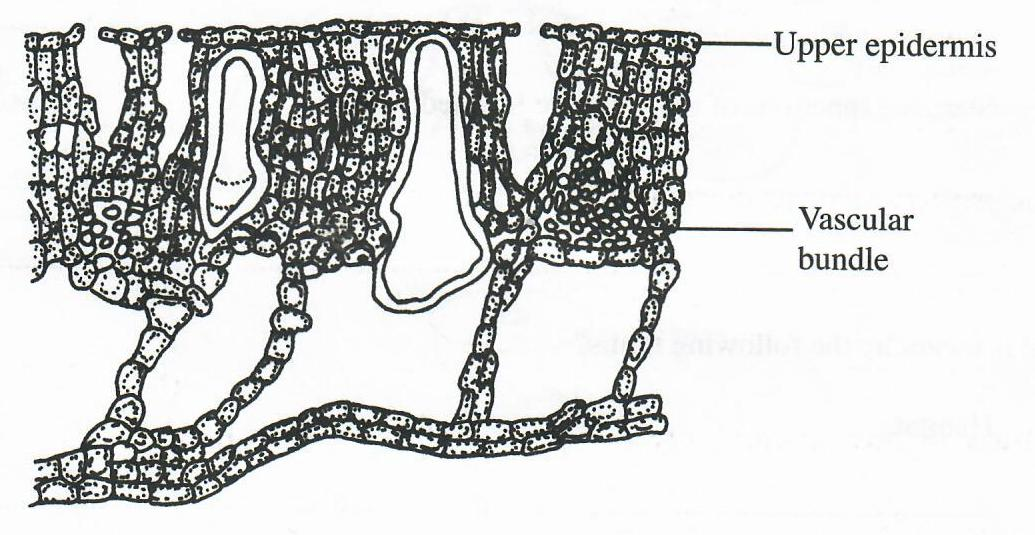 Upper epidermis
Vascular
bundle